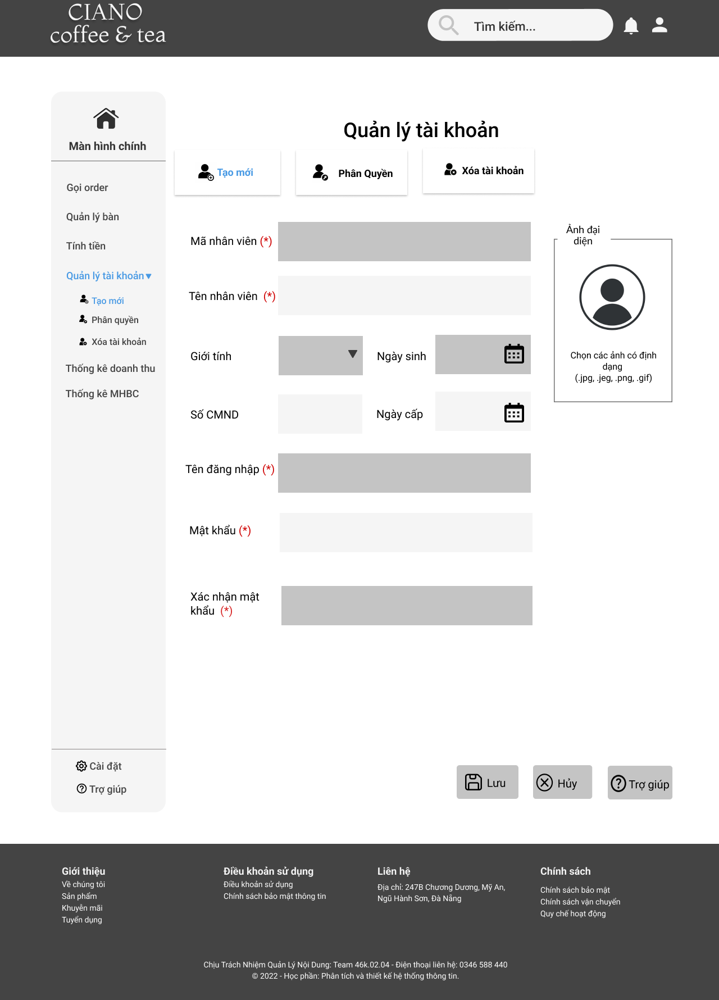 CIANO
coffee & tea
Tìm kiếm...
Màn hình chính
Gọi order
Quản lý bàn
Tính tiền
Quản lý tài khoản
Tạo mới
Phân quyền
Xóa tài khoản
Thống kê doanh thu
Thống kê MHBC
Cài đặt
Trợ giúp
Quản lý tài khoản
Tạo mới
Phân Quyền
Xóa tài khoản
Mã nhân viên (*)
Tên nhân viên (*)
Giới tính
Ngày sinh
Số CMND
Ngày cấp
Tên đăng nhập (*)
Mật khẩu (*)
Xác nhận mật
khẩu (*)
Ảnh đại
diện
Chọn các ảnh có định
dạng
(.jpg, .jeg, .png, .gif)
Lưu
Hủy
Trợ giúp
Giới thiệu
Về chúng tôi
Sản phẩm
Khuyễn mãi
Tuyển dụng
Điều khoản sử dụng
Điều khoản sử dụng
Chính sách bảo mật thông tin
Liên hệ
Địa chỉ: 247B Chương Dương, Mỹ An,
Ngũ Hành Sơn, Đà Nẵng
Chính sách
Chính sách bảo mật
Chính sách vận chuyển
Quy chế hoạt động
Chịu Trách Nhiệm Quản Lý Nội Dung: Team 46k.02.04 - Điện thoại liên hệ: 0346 588 440
© 2022 - Học phần: Phân tích và thiết kế hệ thống thông tin.